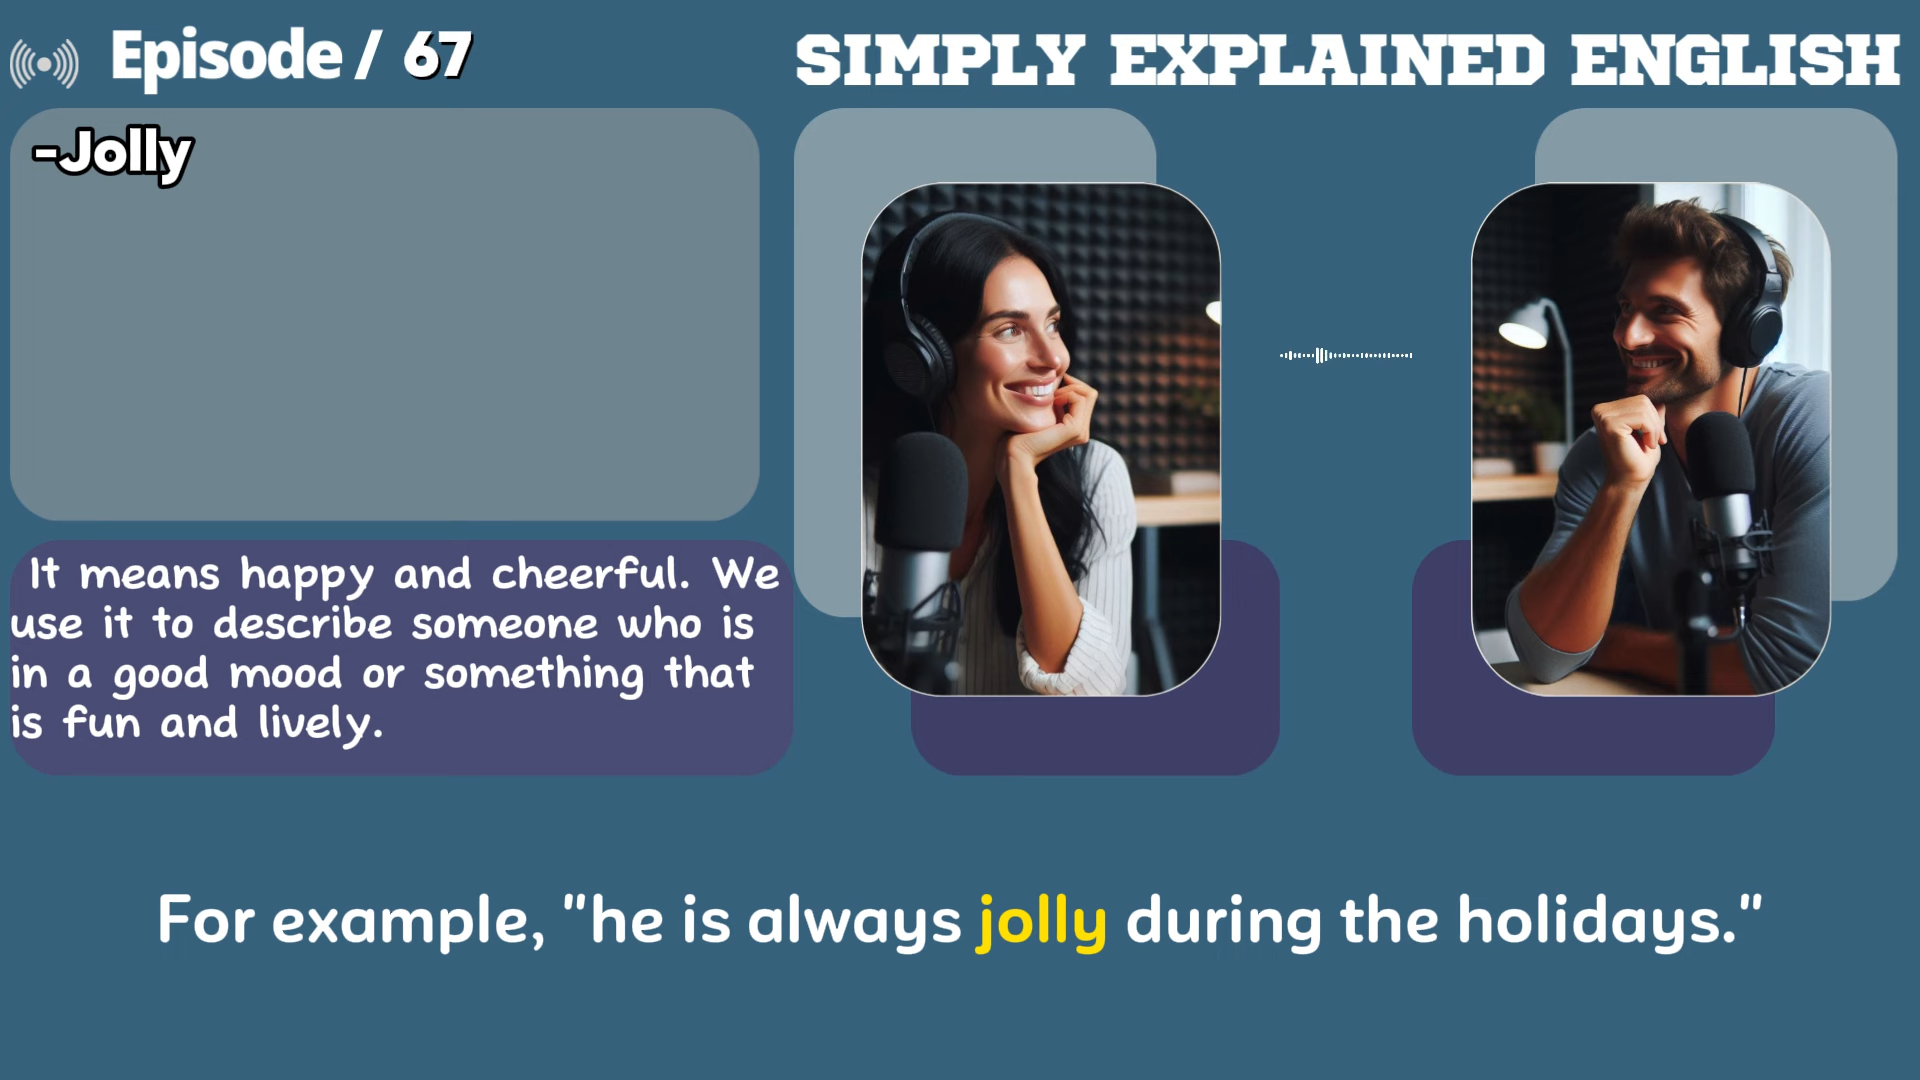 Episode / 67
SIMPLY EXPLAINED ENGLISH
-Jolly
It means happy and cheerful. We
use it to describe someone who is
in a good mood or something that
is fun and lively.
For example, "he is always jolly during the holidays."